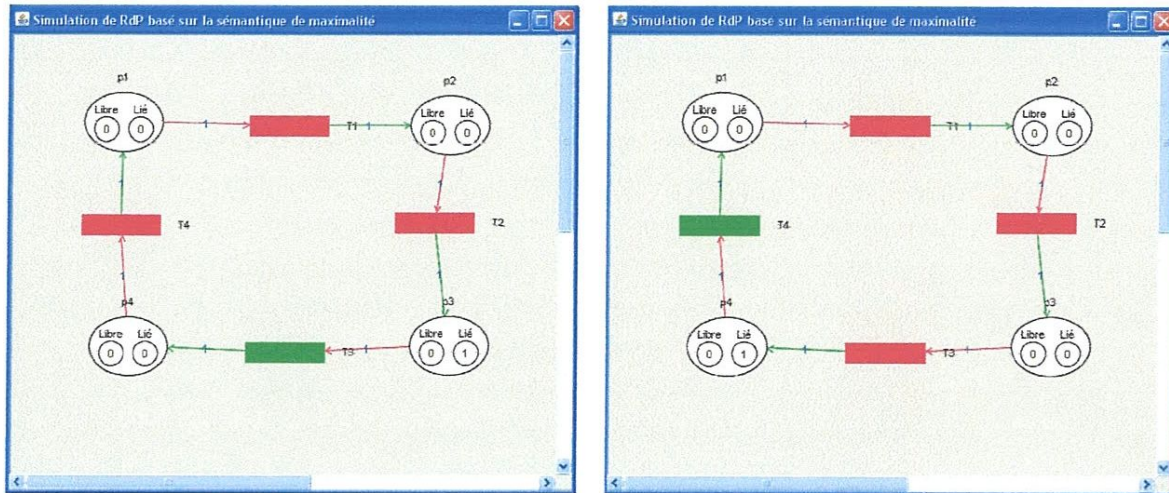 Simulation de RdP basé sur la sémantique de maximalité
p1
p2
Libre Lié
0 0
1
T1 1
Libre Lié
0 0
1
1
T4
T2
1
1
p4
p3
Libre Lié
0 0
1
T3 1
Libre Lié
0 1
Simulation de RdP basé sur la sémantique de maximalité
p1
p2
Libre Lié
0 0
1
T1 1
Libre Lié
0 0
1
1
T4
T2
1
1
p4
p3
Libre Lié
0 1
1
T3 1
Libre Lié
0 0